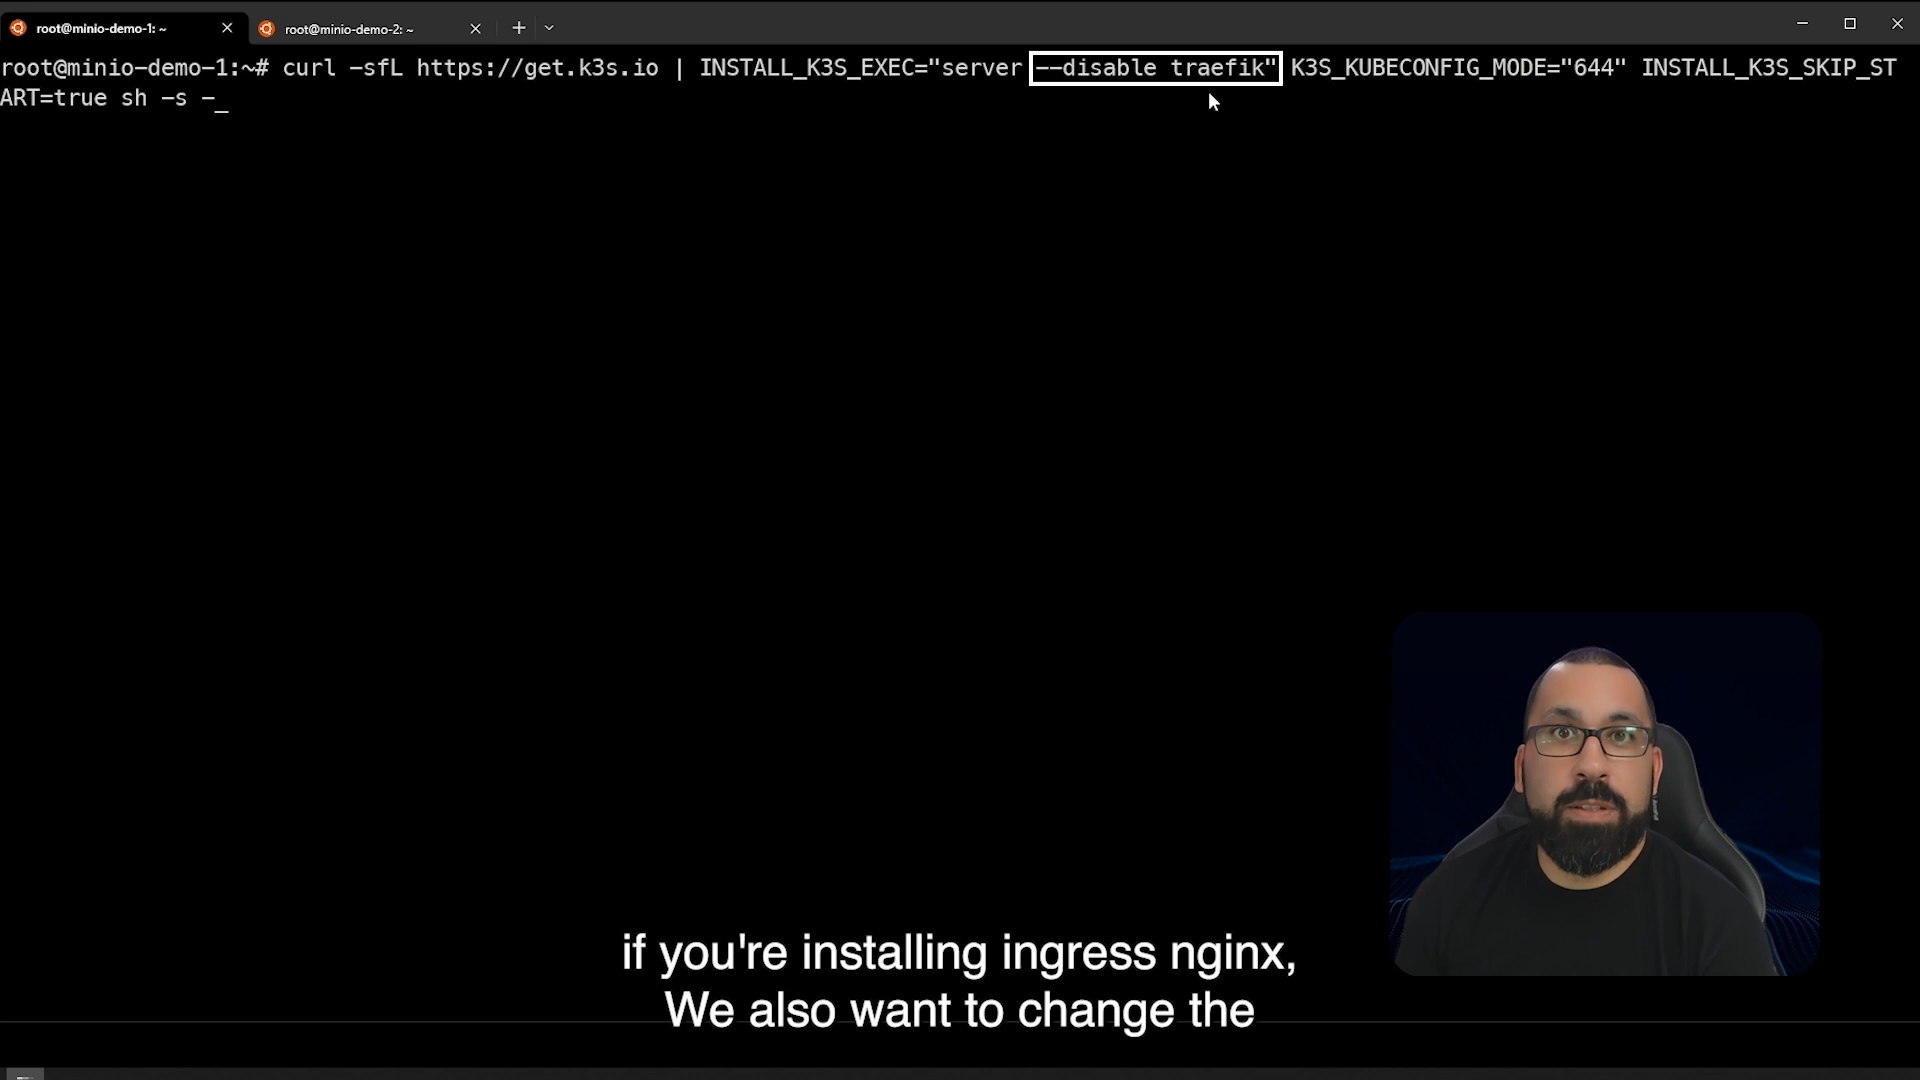 root@minio-demo-1: ~
root@minio-demo-2: ~
root@minio-demo-1:~# curl -sfL https://get.k3s.io | INSTALL_K3S_EXEC="server --disable traefik" K3S_KUBECONFIG_MODE="644" INSTALL_K3S_SKIP_ST
ART=true sh -s -_
if you're installing ingress nginx,
We also want to change the